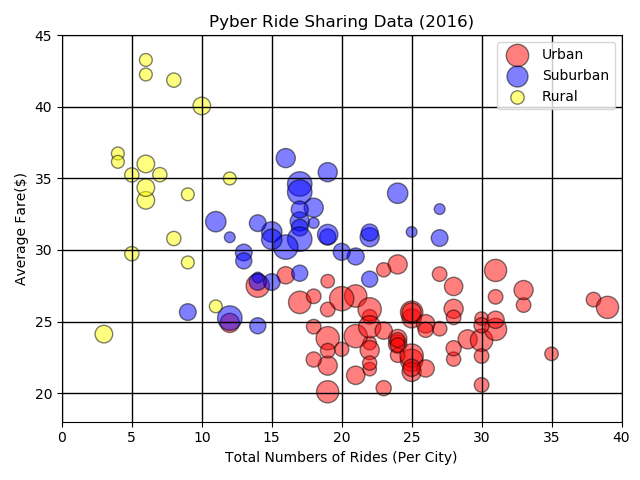 Pyber Ride Sharing Data (2016)
Urban
Suburban
Rural
Average Fare($)
45
40
35
30
25
20
0 5 10 15 20 25 30 35 40
Total Numbers of Rides (Per City)